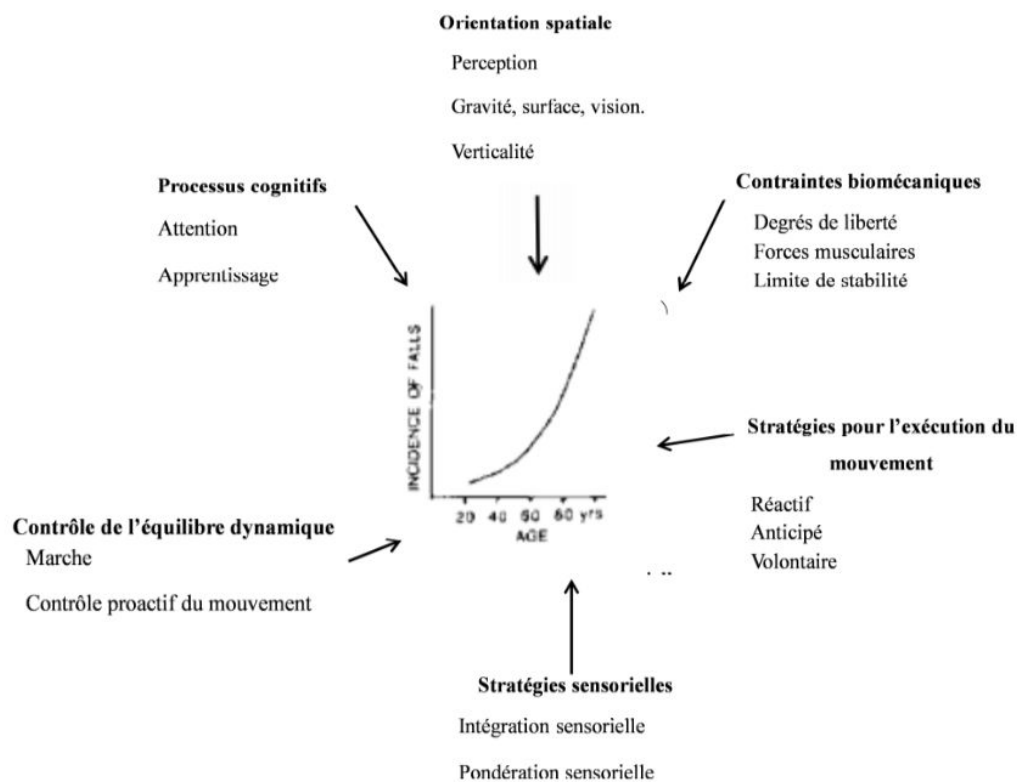 Orientation spatiale
Perception
Gravité, surface, vision.
Verticalité
Processus cognitifs
Attention
Apprentissage
Contraintes biomécaniques
Degrés de liberté
Forces musculaires
Limite de stabilité
INCIDENCE OF FALLS
20 40 60 80 yrs
AGE
Stratégies pour l'exécution du
mouvement
Réactif
Anticipé
Volontaire
Contrôle de l'équilibre dynamique
Marche
Contrôle proactif du mouvement
Stratégies sensorielles
Intégration sensorielle
Pondération sensorielle